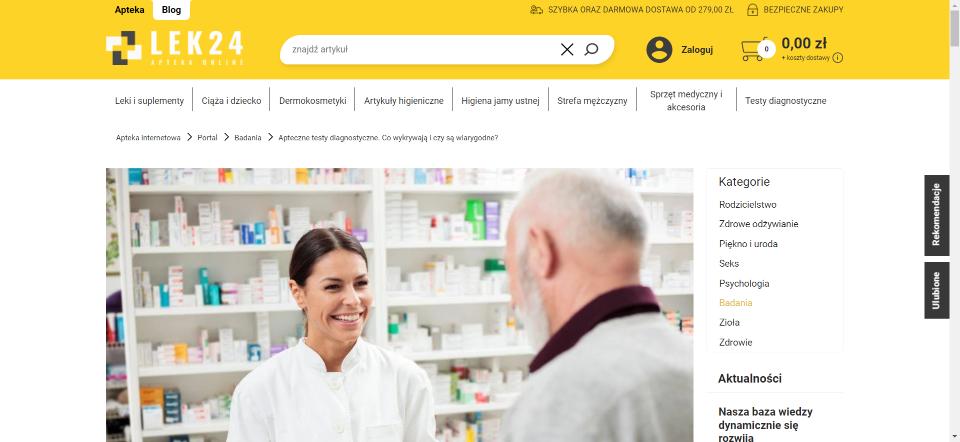 Apteka
Blog
SZYBKA ORAZ DARMOWA DOSTAWA OD 279,00 ZŁ
BEZPIECZNE ZAKUPY
LEK24
APTEKA ONLINE
znajdź artykuł
Zaloguj
0
0,00 zł
+ koszty dostawy
Leki i suplementy
Ciąża i dziecko
Dermokosmetyki
Artykuły higieniczne
Higiena jamy ustnej
Strefa mężczyzny
Sprzęt medyczny i
akcesoria
Testy diagnostyczne
Apteka internetowa
Portal
Badania
Apteczne testy diagnostyczne. Co wykrywają i czy są wiarygodne?
Kategorie
Rodzicielstwo
Zdrowe odżywianie
Piękno i uroda
Seks
Psychologia
Badania
Zioła
Zdrowie
Aktualności
Nasza baza wiedzy
dynamicznie się
rozwija
Rekomendacje
Ulubione